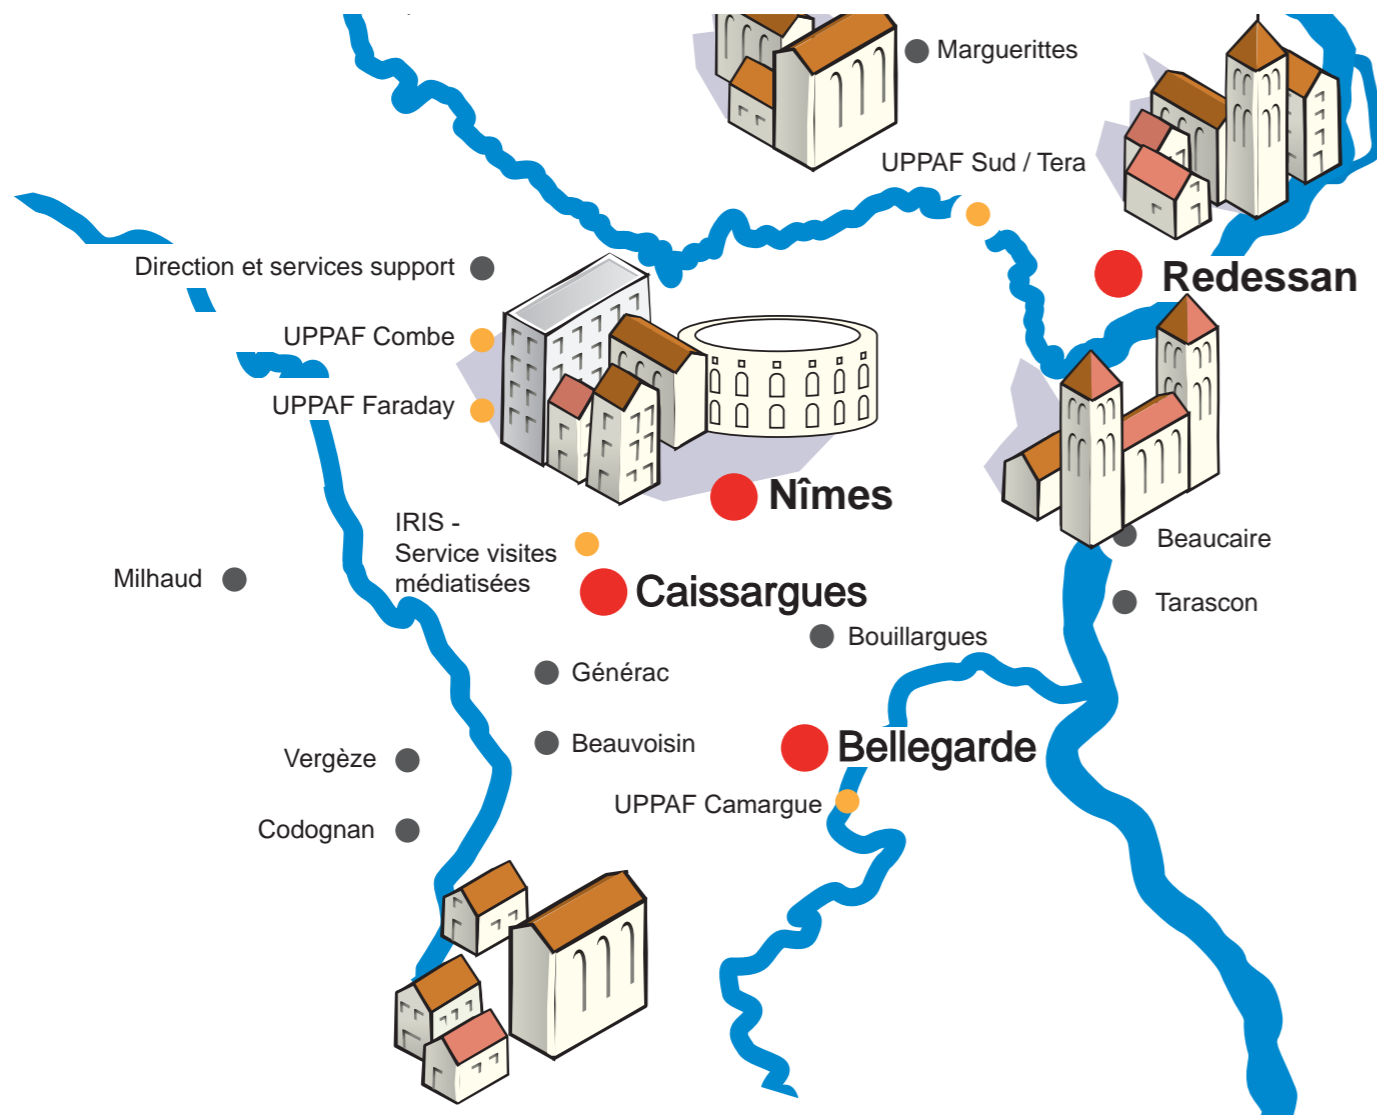 Marguerittes
UPPAF Sud / Tera
Direction et services support
Redessan
UPPAF Combe
UPPAF Faraday
Nîmes
IRIS -
Service visites
médiatisées
Beaucaire
Milhaud
Caissargues
Tarascon
Bouillargues
Générac
Beauvoisin
Bellegarde
Vergèze
UPPAF Camargue
Codognan